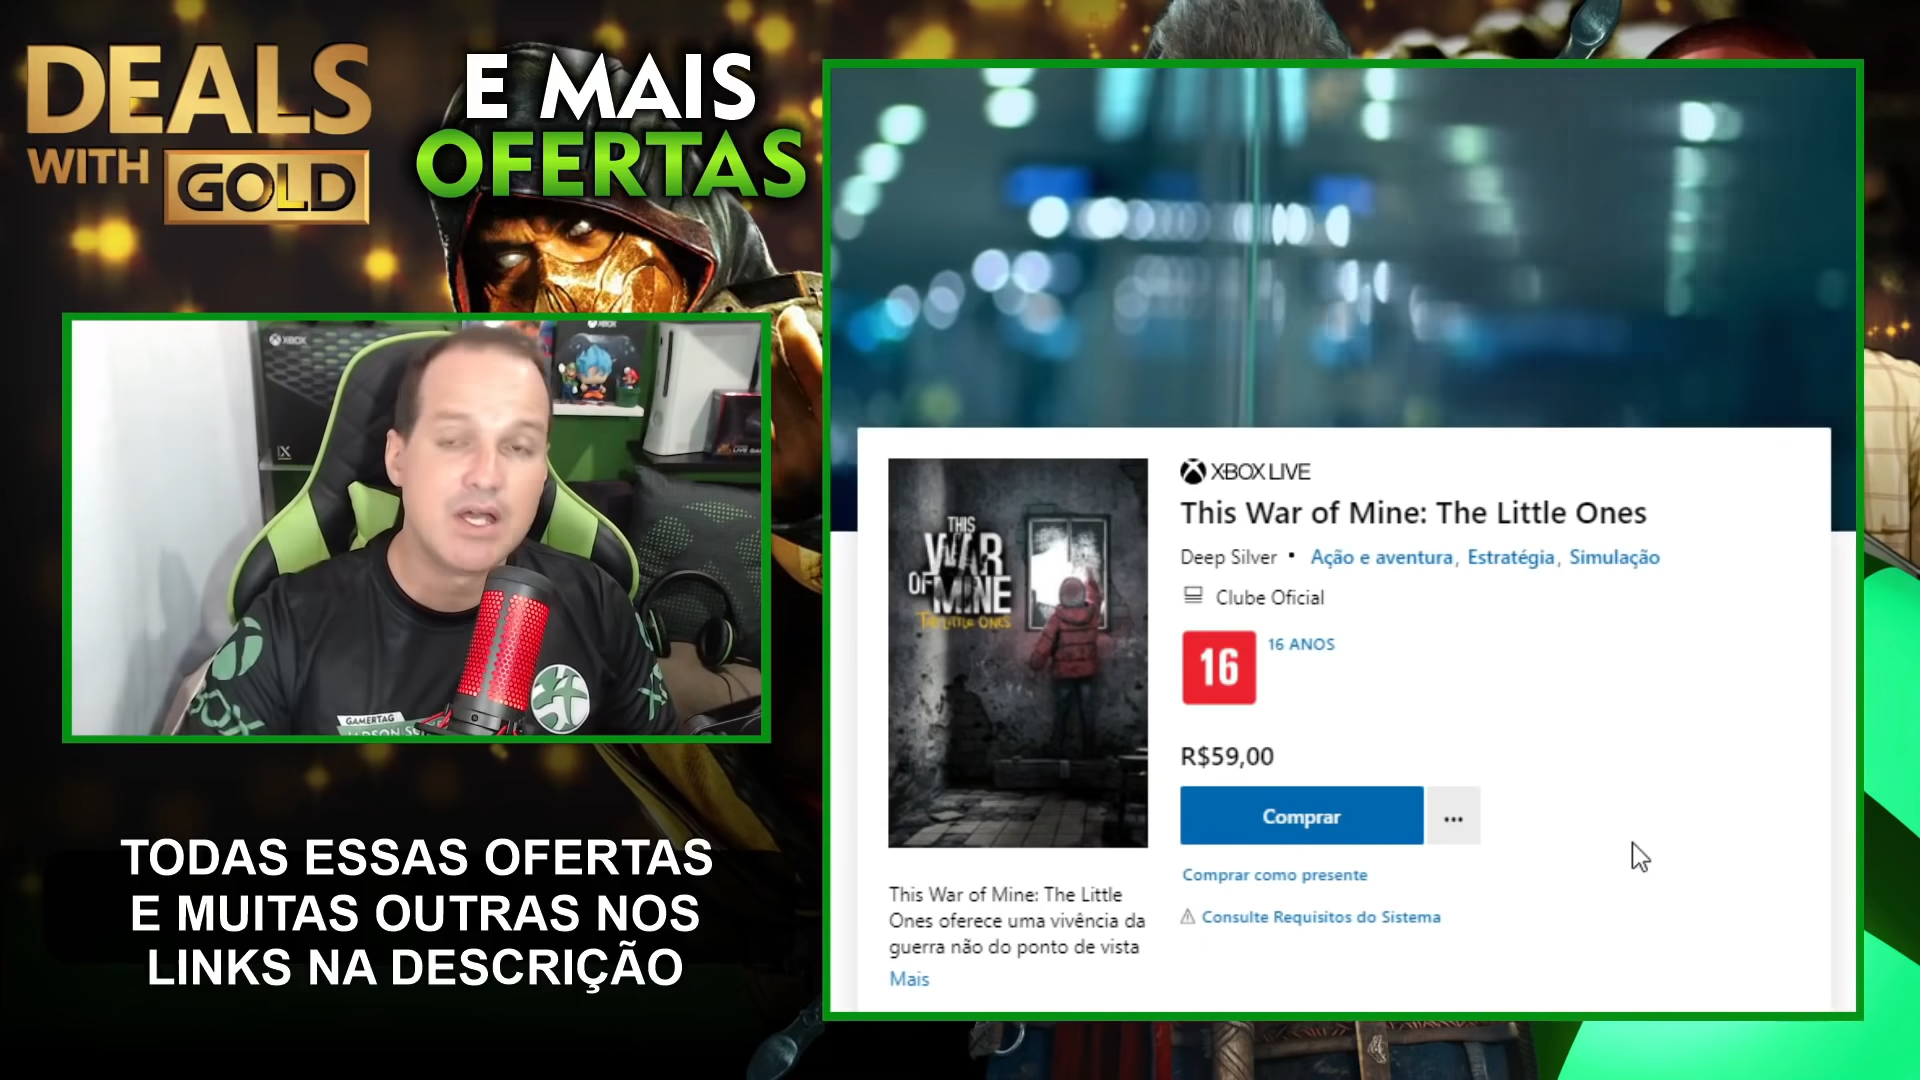 DEALS
WITH GOLD
E MAIS
OFERTAS
XBOX
XBOX
X
GAMERTAG
TODAS ESSAS OFERTAS
E MUITAS OUTRAS NOS
LINKS NA DESCRIÇÃO
THIS
WAR
OF MINE
THE LITTLE ONES
XBOX LIVE
This War of Mine: The Little Ones
Deep Silver • Ação e aventura, Estratégia, Simulação
Clube Oficial
16
16 ANOS
R$59,00
Comprar
...
Comprar como presente
Consulte Requisitos do Sistema
This War of Mine: The Little
Ones oferece uma vivência da
guerra não do ponto de vista
Mais